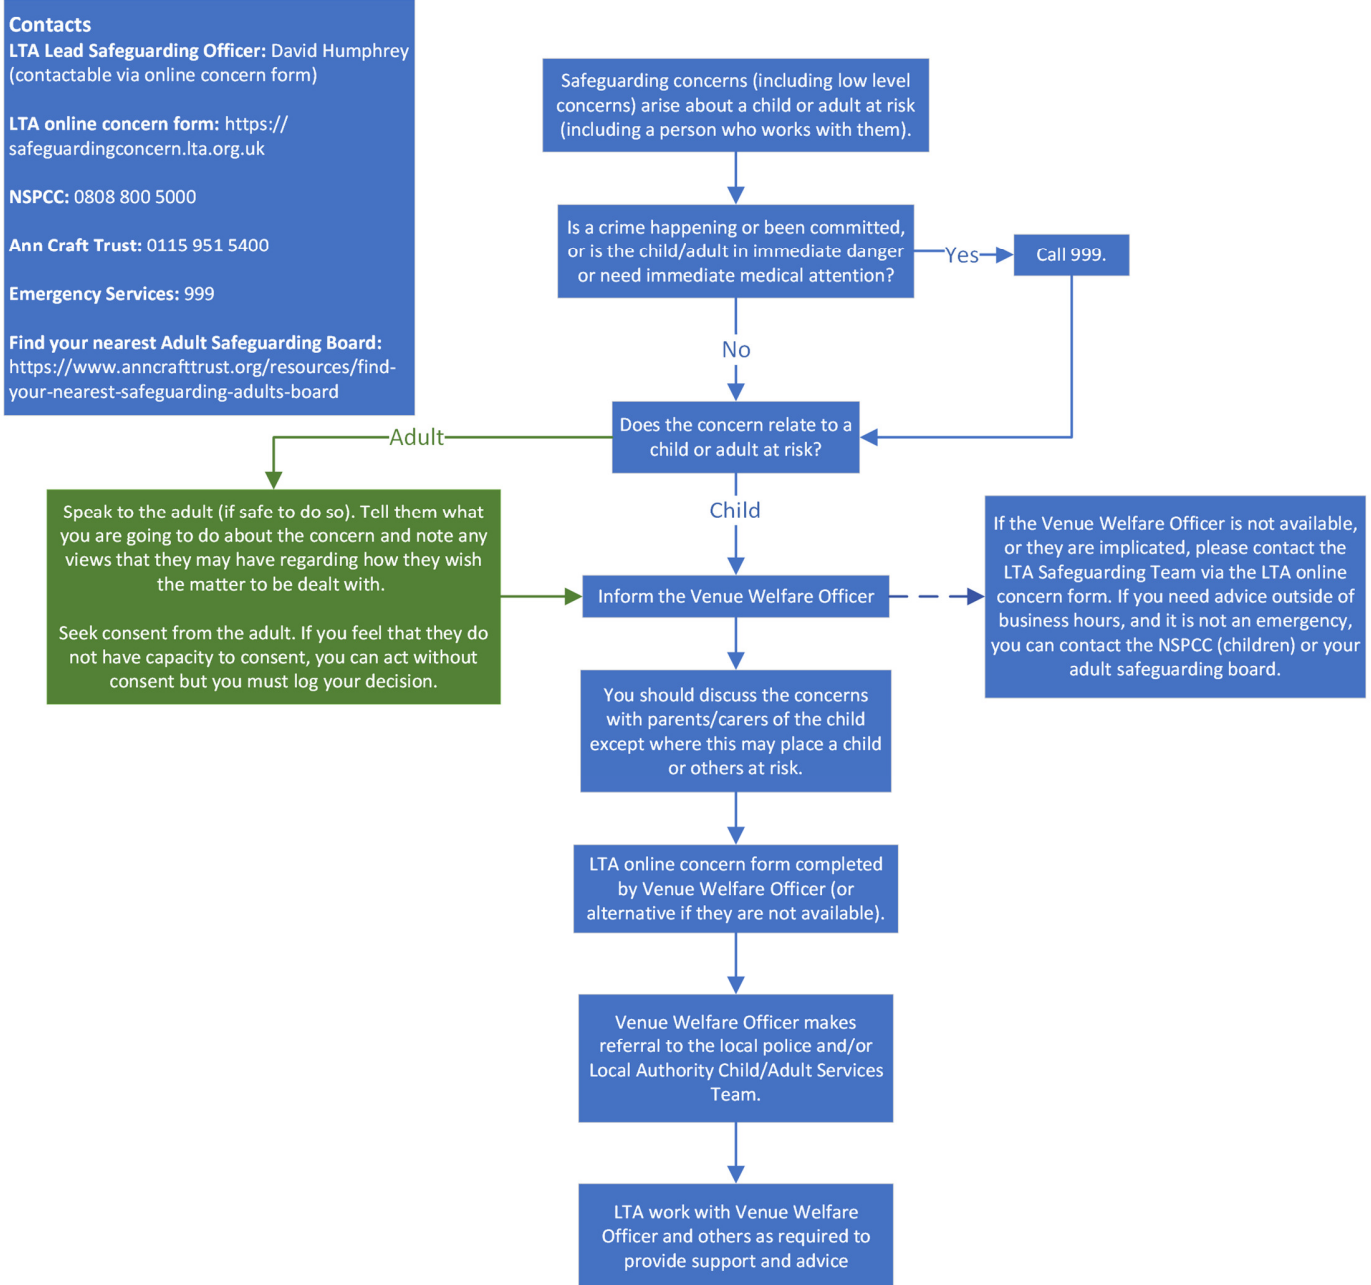 Contacts
LTA Lead Safeguarding Officer: David Humphrey
(contactable via online concern form)
LTA online concern form: https://
safeguardingconcern.lta.org.uk
NSPCC: 0808 800 5000
Ann Craft Trust: 0115 951 5400
Emergency Services: 999
Find your nearest Adult Safeguarding Board:
https://www.anncrafttrust.org/resources/find-
your-nearest-safeguarding-adults-board
Safeguarding concerns (including low level
concerns) arise about a child or adult at risk
(including a person who works with them).
Is a crime happening or been committed,
or is the child/adult in immediate danger
or need immediate medical attention?
Yes
Call 999.
No
Does the concern relate to a
child or adult at risk?
Adult
Child
Speak to the adult (if safe to do so). Tell them what
you are going to do about the concern and note any
views that they may have regarding how they wish
the matter to be dealt with.
Seek consent from the adult. If you feel that they do
not have capacity to consent, you can act without
consent but you must log your decision.
Inform the Venue Welfare Officer
If the Venue Welfare Officer is not available,
or they are implicated, please contact the
LTA Safeguarding Team via the LTA online
concern form. If you need advice outside of
business hours, and it is not an emergency,
you can contact the NSPCC (children) or your
adult safeguarding board.
You should discuss the concerns
with parents/carers of the child
except where this may place a child
or others at risk.
LTA online concern form completed
by Venue Welfare Officer (or
alternative if they are not available).
Venue Welfare Officer makes
referral to the local police and/or
Local Authority Child/Adult Services
Team.
LTA work with Venue Welfare
Officer and others as required to
provide support and advice